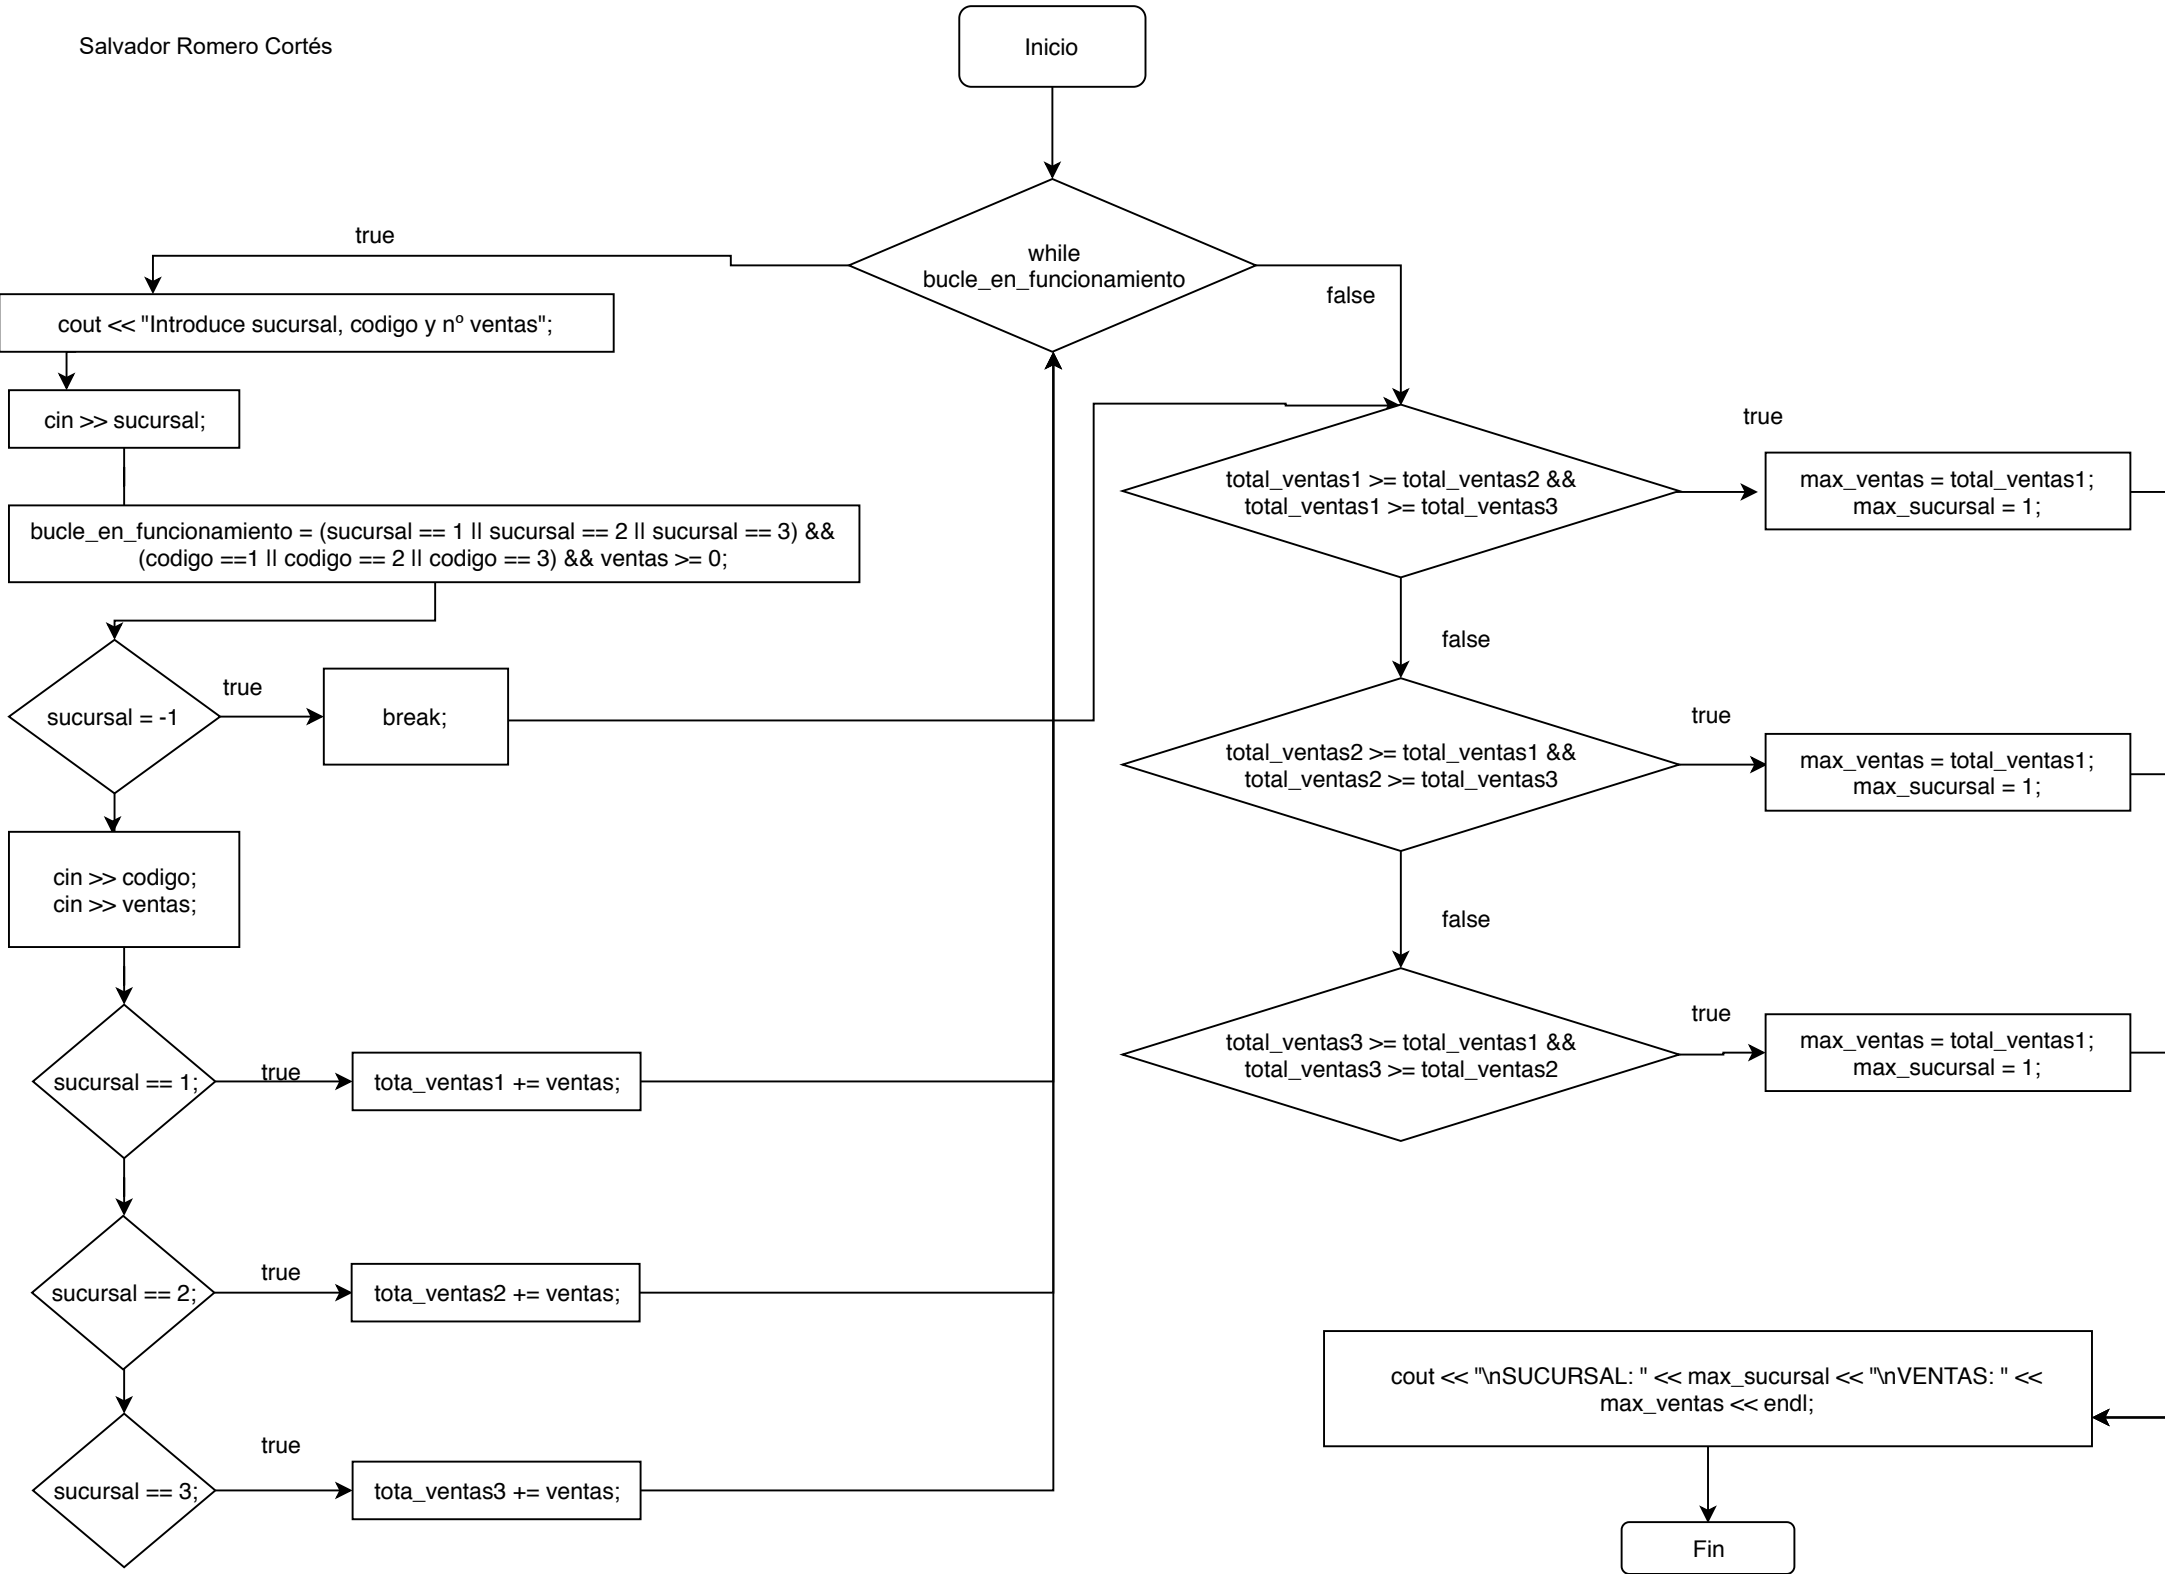 Salvador Romero Cortés
Inicio
while
bucle_en_funcionamiento
true
false
cout << "Introduce sucursal, codigo y nº ventas";
cin >> sucursal;
bucle_en_funcionamiento = (sucursal == 1 || sucursal == 2 || sucursal == 3) &&
(codigo ==1 || codigo == 2 || codigo == 3) && ventas >= 0;
sucursal = -1
true
break;
cin >> codigo;
cin >> ventas;
sucursal == 1;
true
tota_ventas1 += ventas;
sucursal == 2;
true
tota_ventas2 += ventas;
sucursal == 3;
true
tota_ventas3 += ventas;
total_ventas1 >= total_ventas2 &&
total_ventas1 >= total_ventas3
true
max_ventas = total_ventas1;
max_sucursal = 1;
false
total_ventas2 >= total_ventas1 &&
total_ventas2 >= total_ventas3
true
max_ventas = total_ventas1;
max_sucursal = 1;
false
total_ventas3 >= total_ventas1 &&
total_ventas3 >= total_ventas2
true
max_ventas = total_ventas1;
max_sucursal = 1;
cout << "\nSUCURSAL: " << max_sucursal << "\nVENTAS: " <<
max_ventas << endl;
Fin